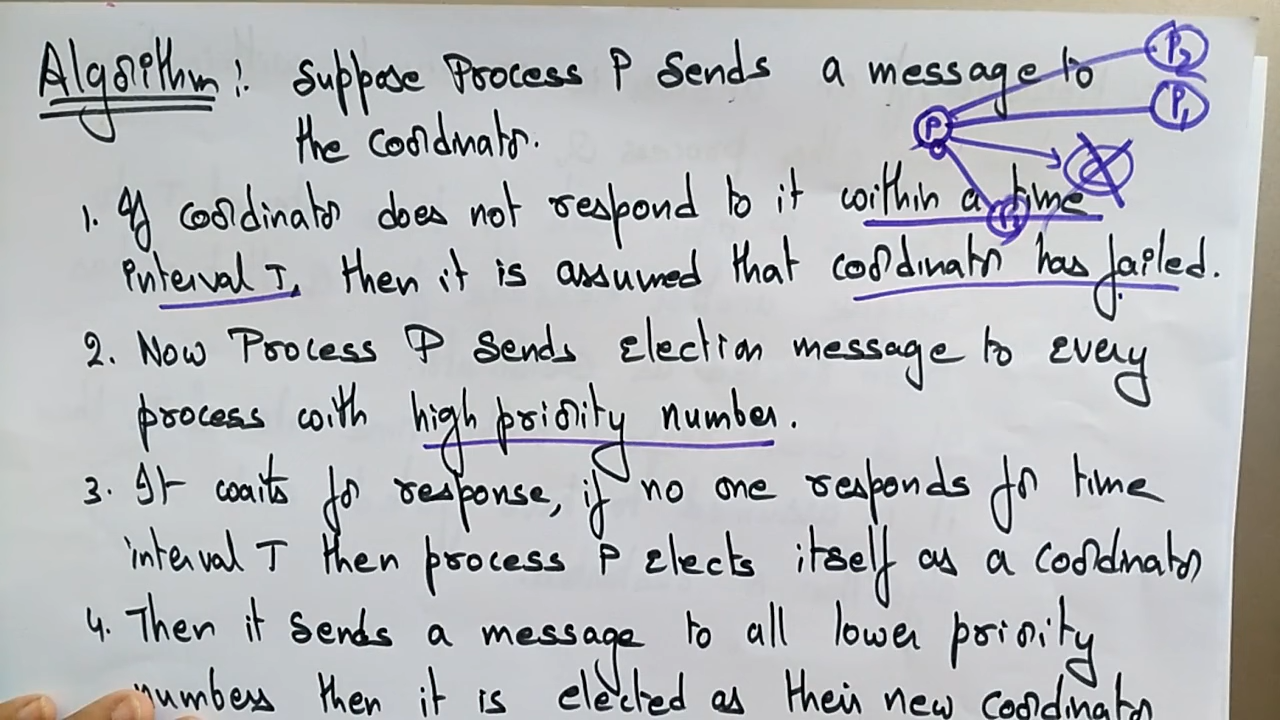 Algorithm :. Suppose Process P sends a message to
the coordinator.
1. If coordinator does not respond to it within a time
interval T, then it is assumed that coordinator has failed.
2. Now Process P sends election message to every
process with high priority number.
3. It waits for response, if no one responds for time
interval T then process P elects itself as a coordinator
4. Then it sends a message to all lower priority
numbers then it is elected as their new coordinator
P2
P1
P